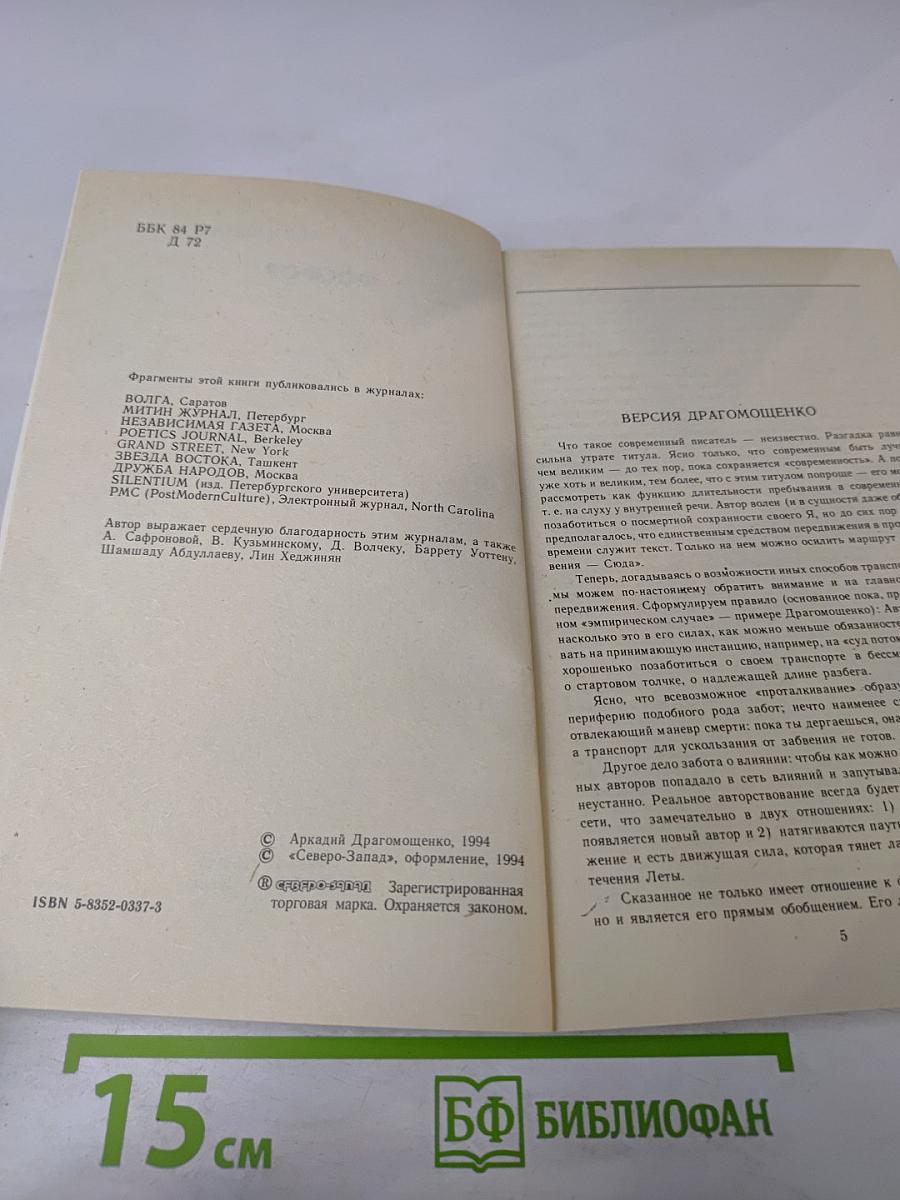 ББК 84 Р7
Д 72
Фрагменты этой книги публиковались в журналах:
ВОЛГА, Саратов
МИТИН ЖУРНАЛ, Петербург
НЕЗАВИСИМАЯ ГАЗЕТА, Москва
POETICS JOURNAL, Berkeley
GRAND STREET, New York
ЗВЕЗДА ВОСТОКА, Ташкент
ДРУЖБА НАРОДОВ, Москва
SILENTIUM (изд. Петербургского университета)
PMC (PostModernCulture), Электронный журнал, North Carolina
Автор выражает сердечную благодарность этим журналам, а также
А. Сафроновой, В. Кузьминскому, Д. Волчеку, Баррету Уоттену,
Шамшаду Абдуллаеву, Лин Хеджинян
© Аркадий Драгомощенко, 1994
© «Северо-Запад», оформление, 1994
® СЕВЕРО-ЗАПАД Зарегистрированная
торговая марка. Охраняется законом.
ISBN 5-8352-0337-3
ВЕРСИЯ ДРАГОМОЩЕНКО
Что такое современный писатель — неизвестно. Разгадка
сильна утрате титула. Ясно только, что современным быть
чем великим — до тех пор, пока сохраняется «современность». А
уже хоть и великим, тем более, что с этим титулом попроще — его
рассмотреть как функцию длительности пребывания в
т. е. на слуху у внутренней речи. Автор волен (и в сущности даже
позаботиться о посмертной сохранности своего Я, но до сих пор
предполагалось, что единственным средством передвижения в
времени служит текст. Только на нем можно осилить маршрут
вения — Сюда».
Теперь, догадываясь о возможности иных способов
мы можем по-настоящему обратить внимание и на
передвижения. Сформулируем правило (основанное пока,
ном «эмпирическом случае» — примере Драгомощенко):
насколько это в его силах, как можно меньше
вать на принимающую инстанцию, например, на «суд
хорошенько позаботиться о своем транспорте в
о стартовом толчке, о надлежащей длине разбега.
Ясно, что всевозможное «проталкивание»
периферию подобного рода забот; нечто наименее
отвлекающий маневр смерти: пока ты дергаешься, она
а транспорт для ускользания от забвения не готов.
Другое дело забота о влиянии: чтобы как можно
ных авторов попадало в сеть влияний и
неустанно. Реальное авторствование всегда будет
сети, что замечательно в двух отношениях: 1)
появляется новый автор и 2) натягиваются
жение и есть движущая сила, которая тянет
течения Леты.
Сказанное не только имеет отношение к
но и является его прямым обобщением. Его
5
15 см
БФ БИБЛИОФАН